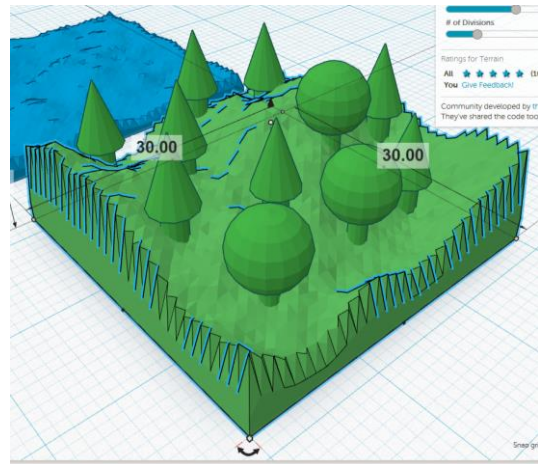 # of Divisions
Ratings for Terrain
All
You Give Feedback!
Community developed by
They've shared the code too
30.00
30.00
Snap